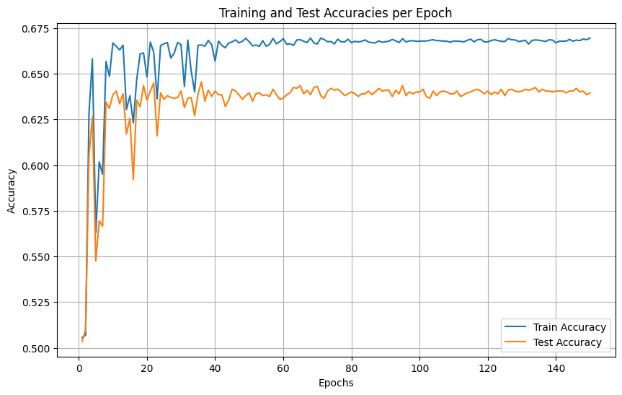 Training and Test Accuracies per Epoch
Accuracy
0.675
0.650
0.625
0.600
0.575
0.550
0.525
0.500
0 20 40 60 80 100 120 140
Epochs
Train Accuracy
Test Accuracy